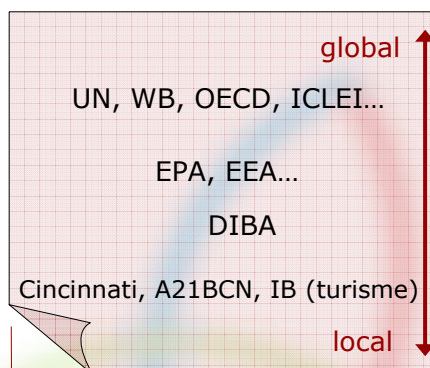 global
UN, WB, OECD, ICLEI...
EPA, EEA...
DIBA
Cincinnati, A21BCN, IB (turisme)
local